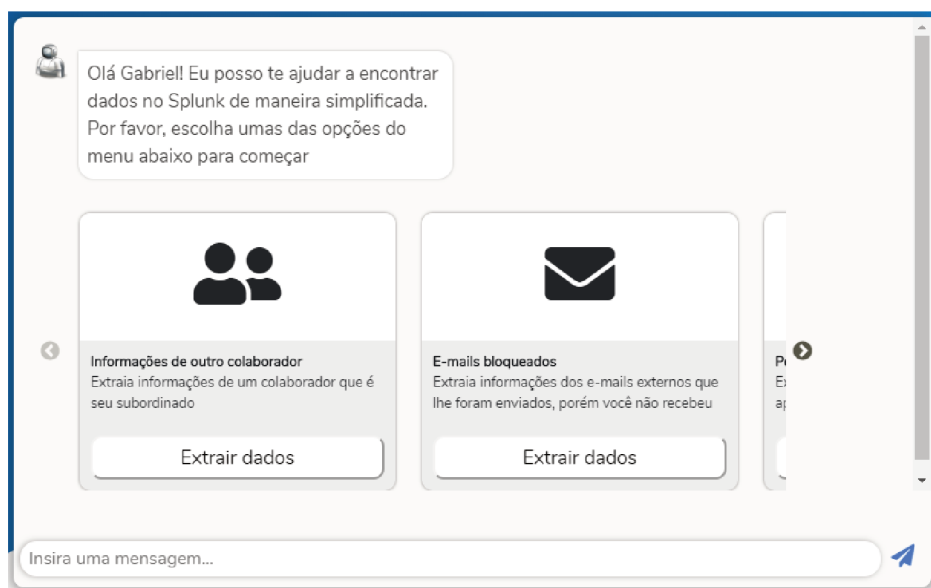 Olá Gabriel! Eu posso te ajudar a encontrar
dados no Splunk de maneira simplificada.
Por favor, escolha umas das opções do
menu abaixo para começar
Informações de outro colaborador
Extraia informações de um colaborador que é
seu subordinado
Extrair dados
E-mails bloqueados
Extraia informações dos e-mails externos que
lhe foram enviados, porém você não recebeu
Extrair dados
Insira uma mensagem...